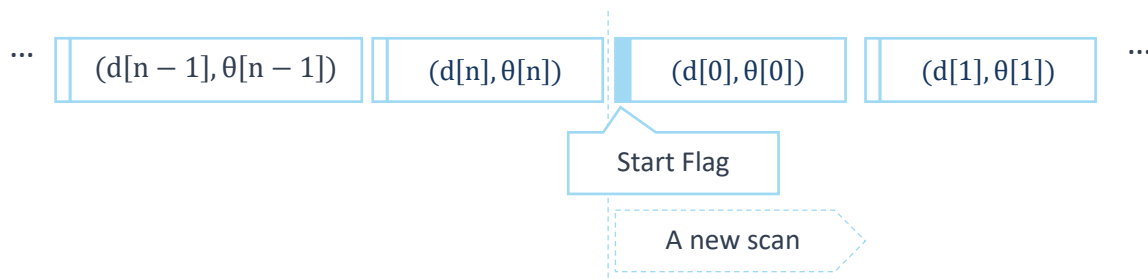 ... (d[n − 1], θ[n − 1]) (d[n], θ[n]) (d[0], θ[0]) (d[1], θ[1]) ...
Start Flag
A new scan